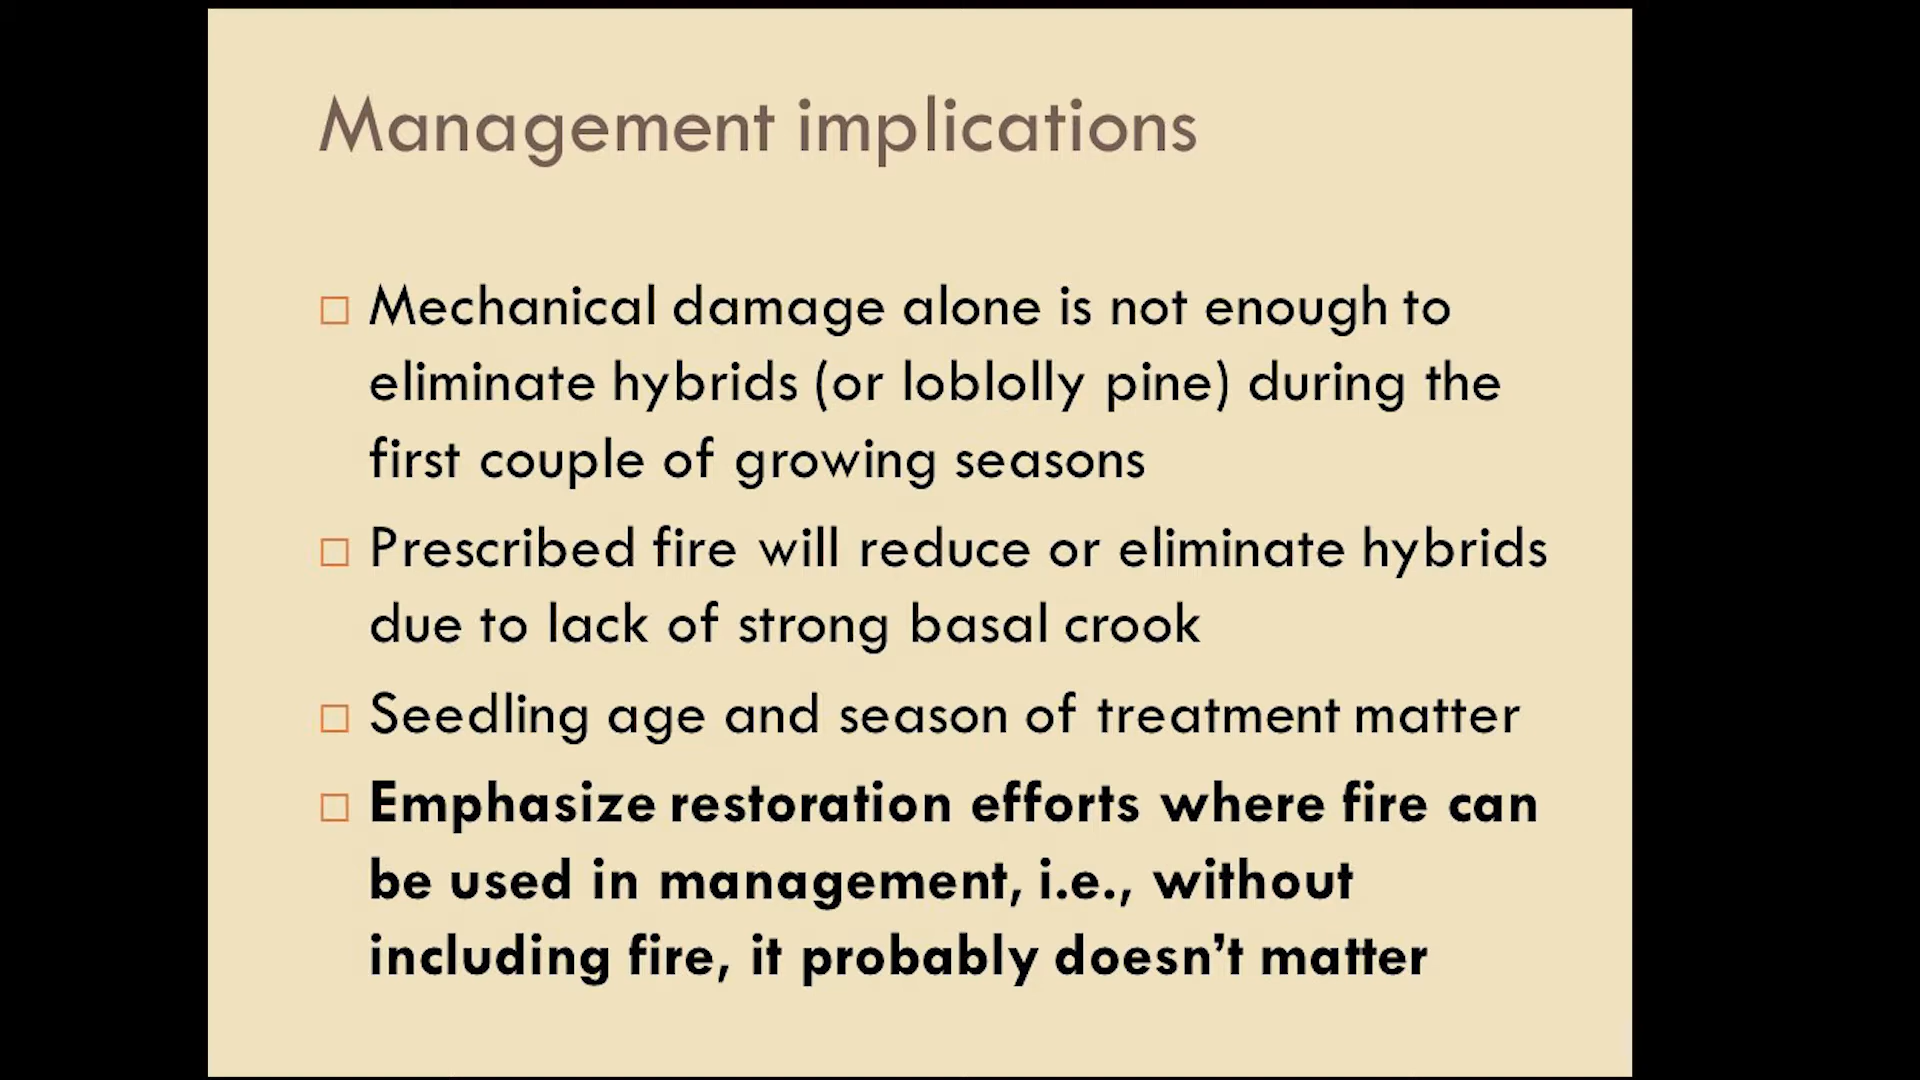 Management implications
Mechanical damage alone is not enough to
eliminate hybrids (or loblolly pine) during the
first couple of growing seasons
Prescribed fire will reduce or eliminate hybrids
due to lack of strong basal crook
Seedling age and season of treatment matter
Emphasize restoration efforts where fire can
be used in management, i.e., without
including fire, it probably doesn’t matter